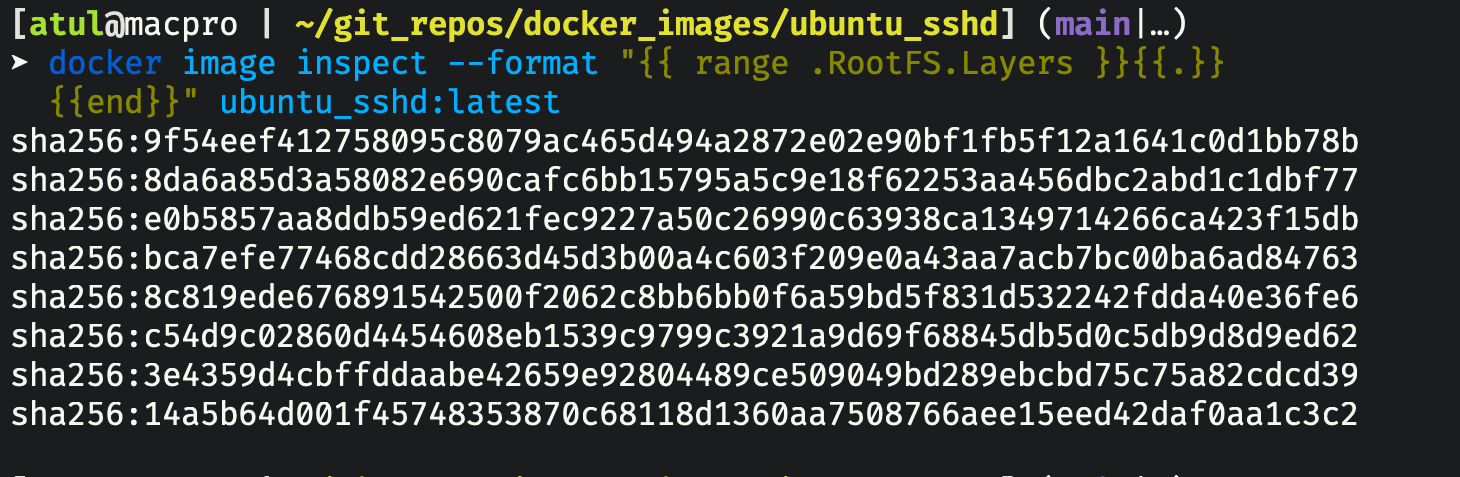 [atul@macpro | ~/git_repos/docker_images/ubuntu_sshd] (main|…)
➤ docker image inspect --format "{{ range .RootFS.Layers }}{{.}}
{{end}}" ubuntu_sshd:latest
sha256:9f54eef412758095c8079ac465d494a2872e02e90bf1fb5f12a1641c0d1bb78b
sha256:8da6a85d3a58082e690cafc6bb15795a5c9e18f62253aa456dbc2abd1c1dbf77
sha256:e0b5857aa8ddb59ed621fec9227a50c26990c63938ca1349714266ca423f15db
sha256:bca7efe77468cdd28663d45d3b00a4c603f209e0a43aa7acb7bc00ba6ad84763
sha256:8c819ede676891542500f2062c8bb6bb0f6a59bd5f831d532242fdda40e36fe6
sha256:c54d9c02860d4454608eb1539c9799c3921a9d69f68845db5d0c5db9d8d9ed62
sha256:3e4359d4cbffddaabe42659e92804489ce509049bd289ebcbd75c75a82cdcd39
sha256:14a5b64d001f45748353870c68118d1360aa7508766aee15eed42daf0aa1c3c2